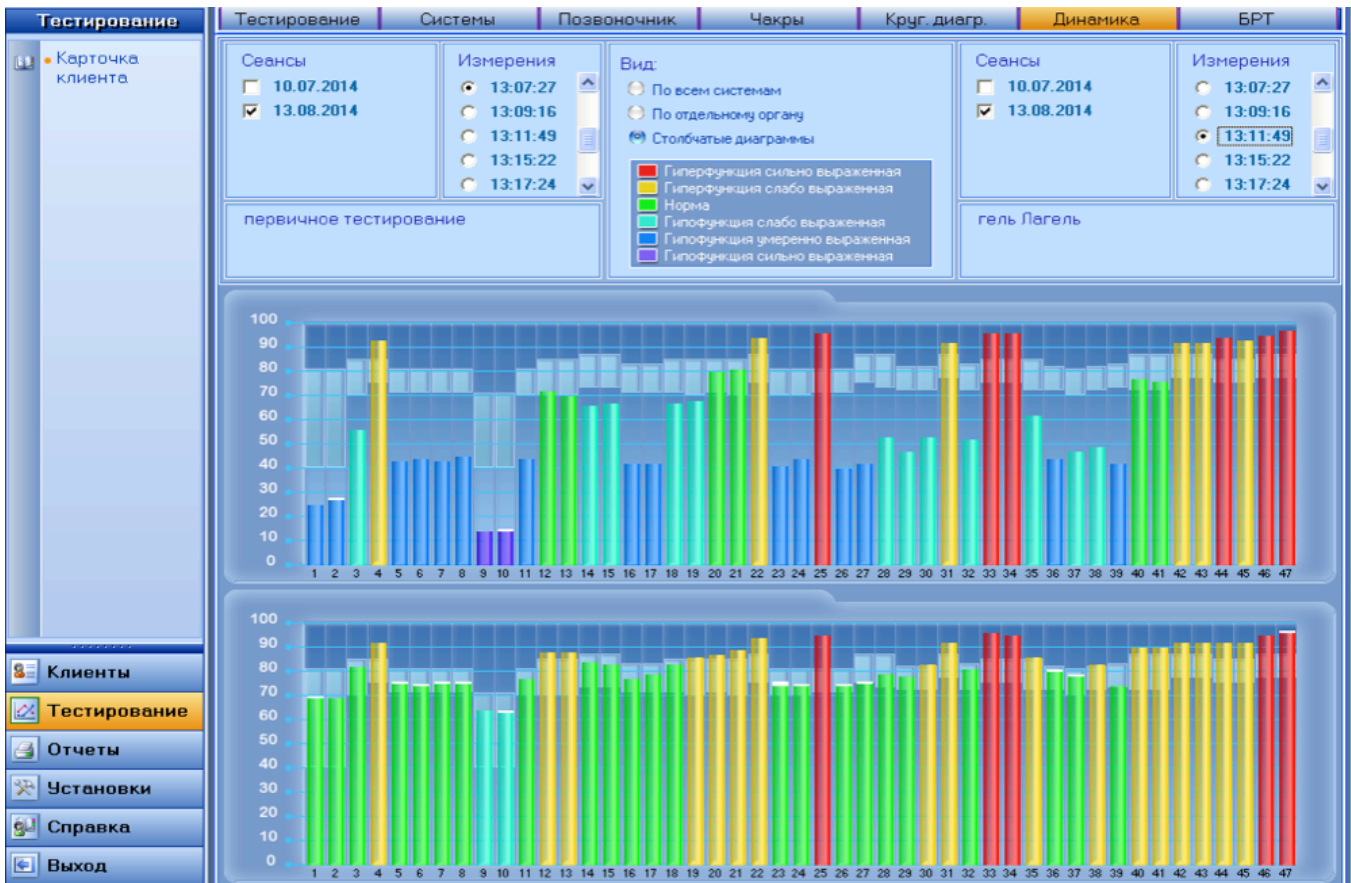 Тестирование
Карточка
клиента
Клиенты
Тестирование
Отчеты
Установки
Справка
Выход
Тестирование Системы Позвоночник Чакры Круг. диагр. Динамика БРТ
Сеансы
10.07.2014
13.08.2014
Измерения
13:07:27
13:09:16
13:11:49
13:15:22
13:17:24
первичное тестирование
Вид:
По всем системам
По отдельному органу
Столбчатые диаграммы
Гиперфункция сильно выраженная
Гиперфункция слабо выраженная
Норма
Гипофункция слабо выраженная
Гипофункция умеренно выраженная
Гипофункция сильно выраженная
Сеансы
10.07.2014
13.08.2014
Измерения
13:07:27
13:09:16
13:11:49
13:15:22
13:17:24
гель Лагель
100
90
80
70
60
50
40
30
20
10
0
1 2 3 4 5 6 7 8 9 10 11 12 13 14 15 16 17 18 19 20 21 22 23 24 25 26 27 28 29 30 31 32 33 34 35 36 37 38 39 40 41 42 43 44 45 46 47
100
90
80
70
60
50
40
30
20
10
0
1 2 3 4 5 6 7 8 9 10 11 12 13 14 15 16 17 18 19 20 21 22 23 24 25 26 27 28 29 30 31 32 33 34 35 36 37 38 39 40 41 42 43 44 45 46 47